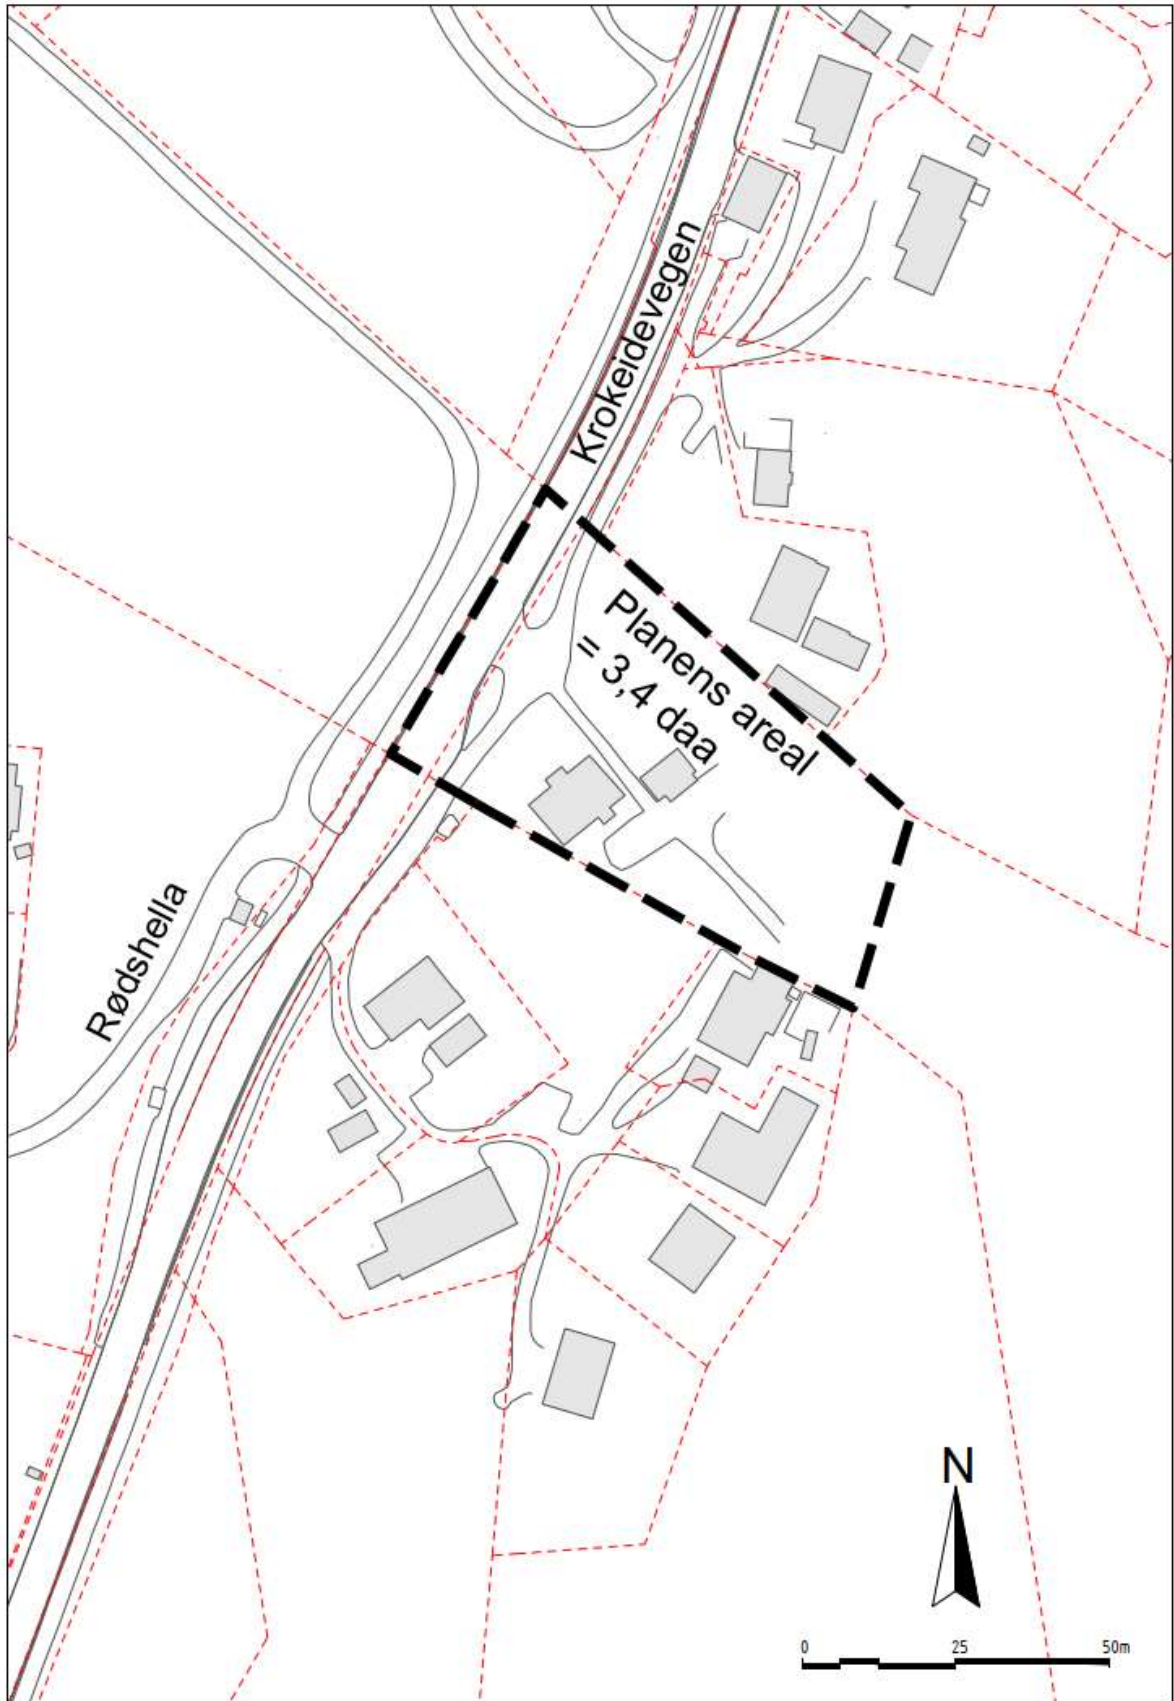 Krokeidevegen
Planens areal
= 3,4 daa
Rødshella
N
0 25 50m